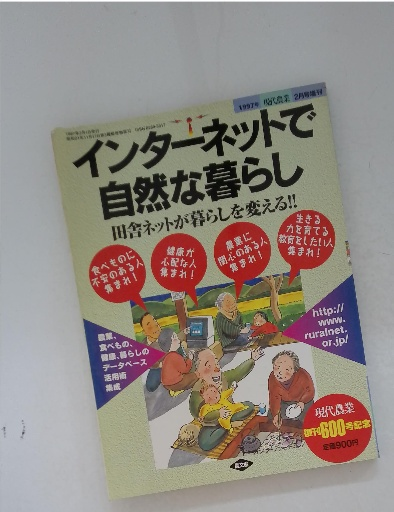 1997年 現代農業 2月号増刊
インターネットで
自然な暮らし
田舎ネットが暮らしを変える!!
食べものに
不安のある人
集まれ!
健康が
心配な人
集まれ!
農業に
関心のある人
集まれ!
生きる
力を育てる
教育をしたい人
集まれ!
農業、
食べもの、
健康、暮らしの
データベース
活用術
集成
http://
www.
ruralnet.
or.jp/
現代農業
復刊600号記念
定価900円
農文協